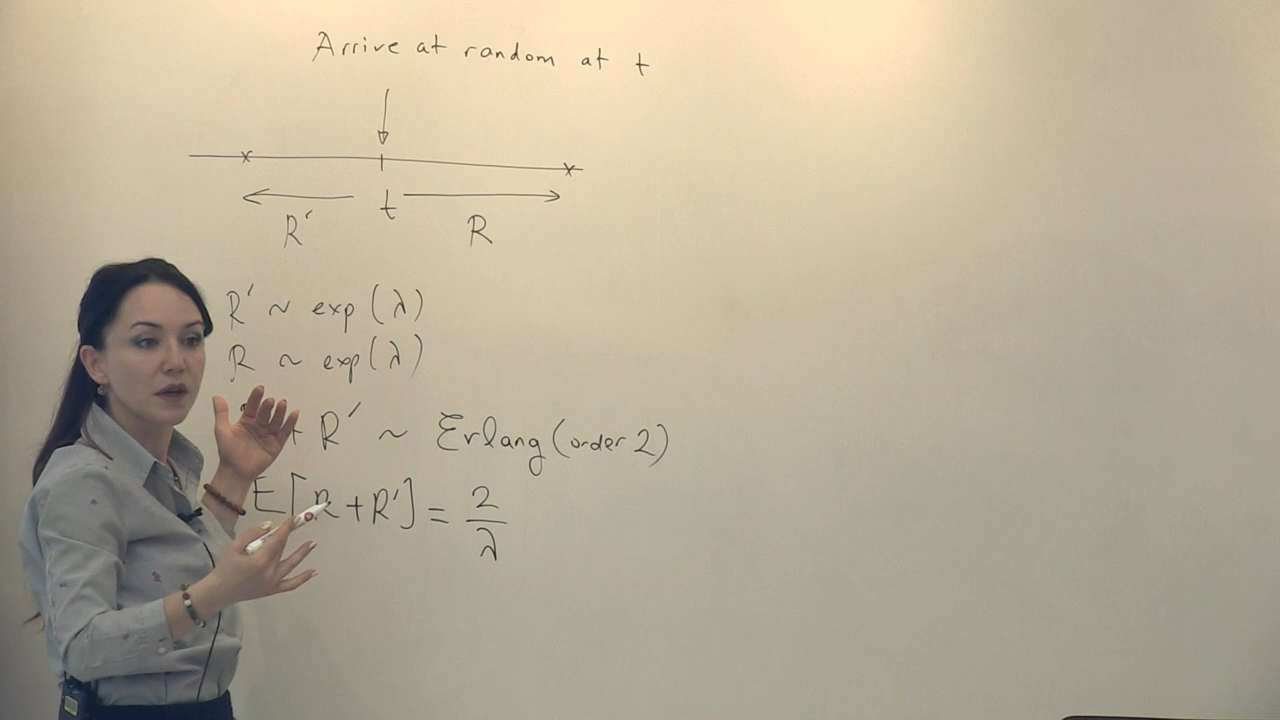 Arrive at random at t
x x
t
R' R
R' ~ exp(λ)
R ~ exp(λ)
+ R' ~ Erlang (order 2)
E[R+R'] = 2/λ